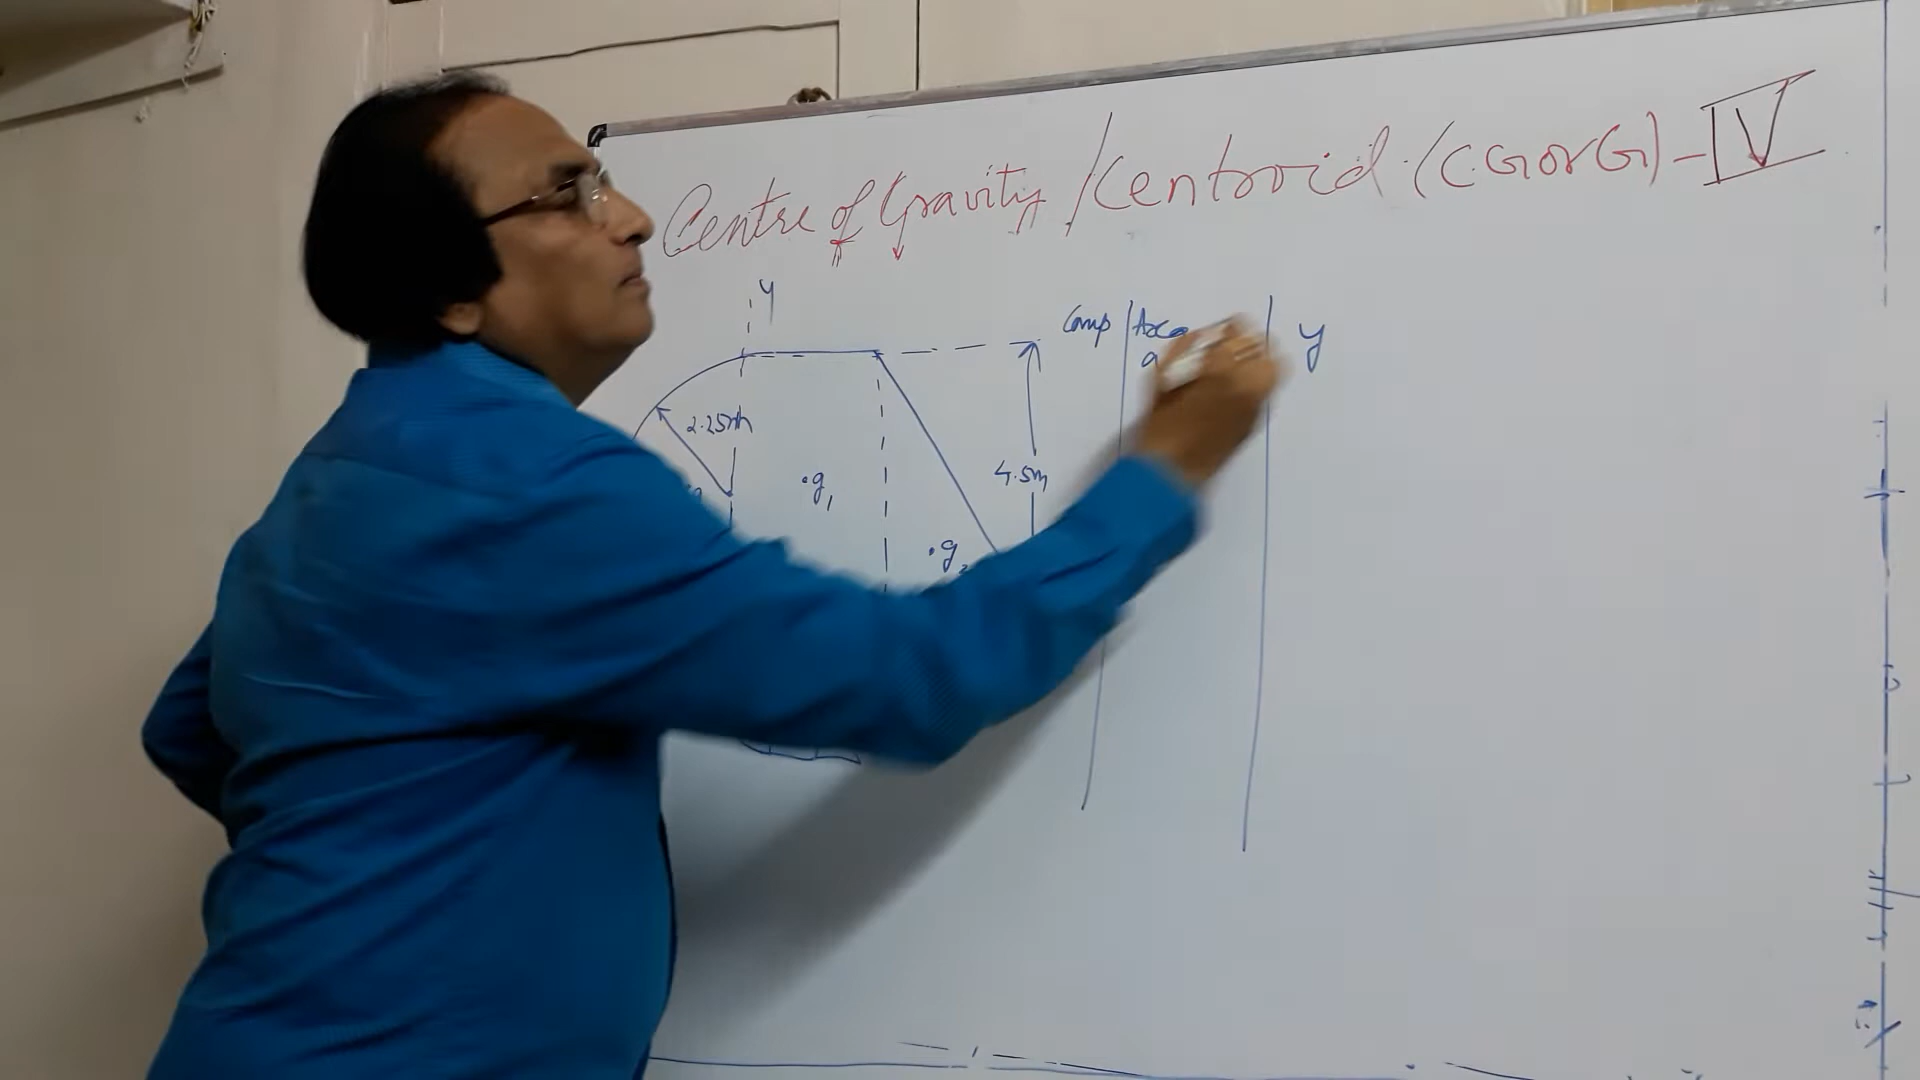 Centre of Gravity / Centroid (CG or G) - IV
y
Comp
Area
a
y
2.25m
4.5m
g1
g2